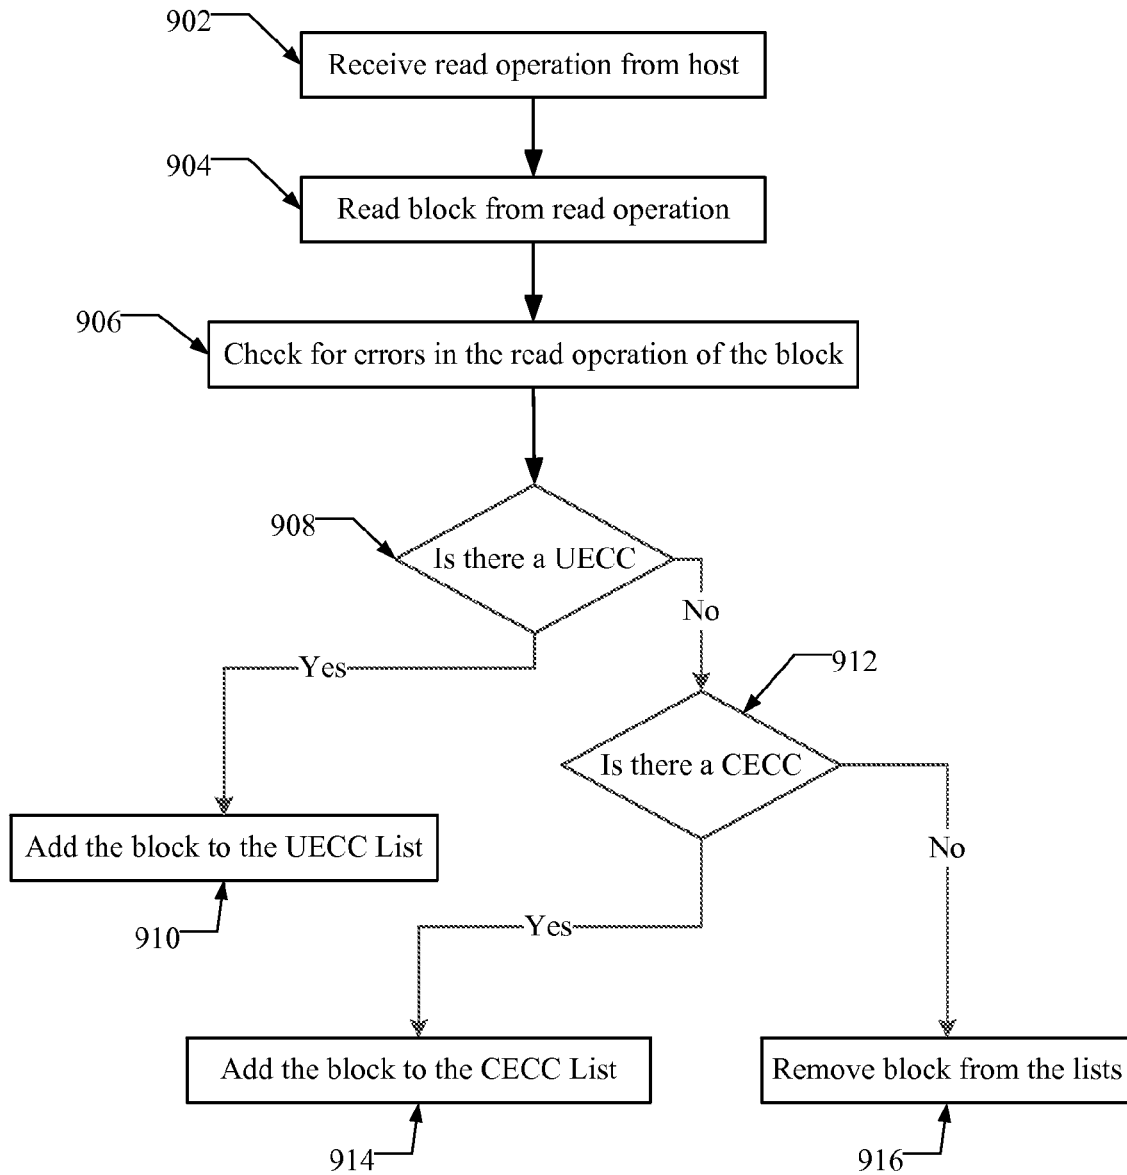 902
Receive read operation from host
904
Read block from read operation
906
Check for errors in the read operation of the block
908
Is there a UECC
No
Yes
912
Is there a CECC
Add the block to the UECC List
No
910
Yes
Add the block to the CECC List
Remove block from the lists
914
916